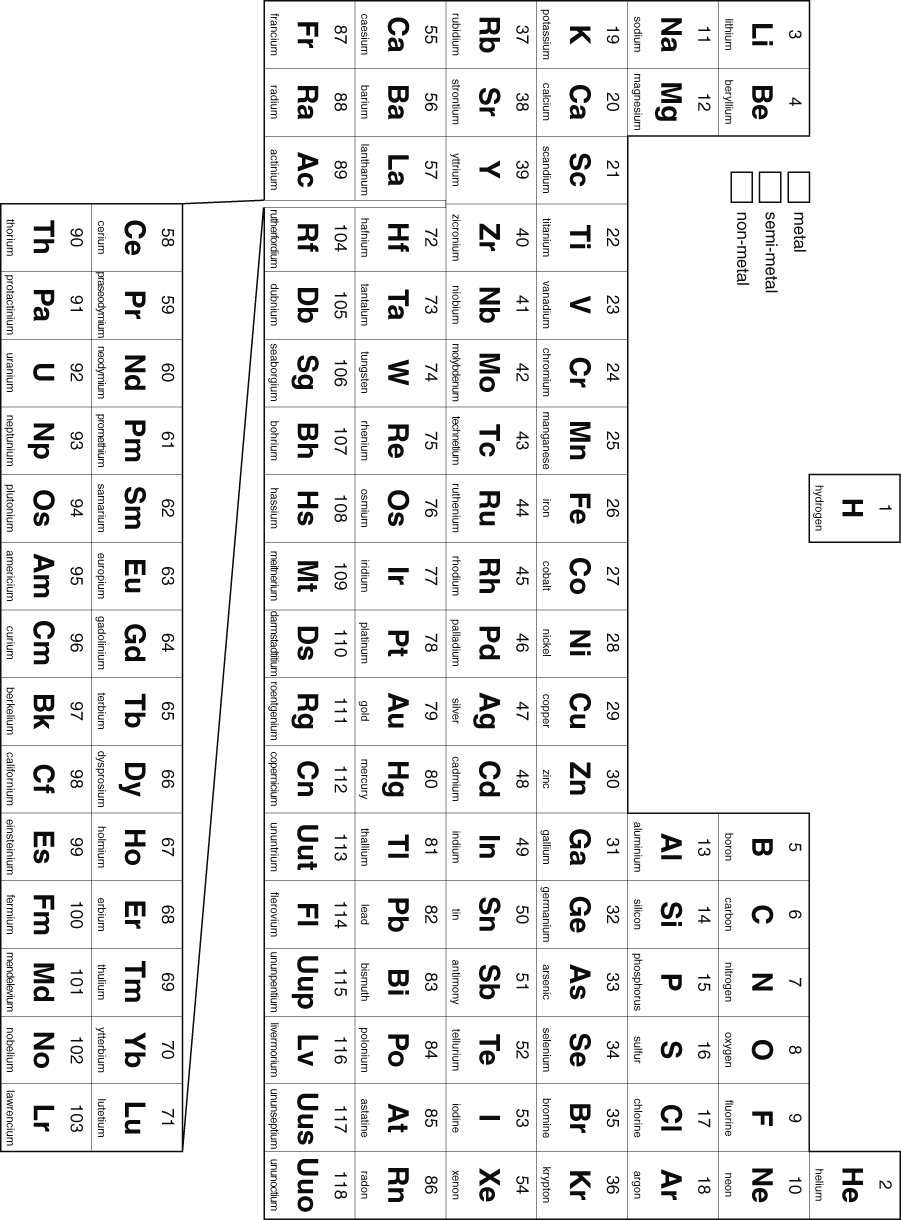 1 2
H He
hydrogen helium
3 4 5 6 7 8 9 10
Li Be B C N O F Ne
lithium beryllium boron carbon nitrogen oxygen fluorine neon
metal
semi-metal
non-metal
11 12 13 14 15 16 17 18
Na Mg Al Si P S Cl Ar
sodium magnesium aluminium silicon phosphorus sulfur chlorine argon
19 20 21 22 23 24 25 26 27 28 29 30 31 32 33 34 35 36
K Ca Sc Ti V Cr Mn Fe Co Ni Cu Zn Ga Ge As Se Br Kr
potassium calcium scandium titanium vanadium chromium manganese iron cobalt nickel copper zinc gallium germanium arsenic selenium bromine krypton
37 38 39 40 41 42 43 44 45 46 47 48 49 50 51 52 53 54
Rb Sr Y Zr Nb Mo Tc Ru Rh Pd Ag Cd In Sn Sb Te I Xe
rubidium strontium yttrium zicronium niobium molybdenum technetium ruthenium rhodium palladium silver cadmium indium tin antimony tellurium iodine xenon
55 56 57 72 73 74 75 76 77 78 79 80 81 82 83 84 85 86
Ca Ba La Hf Ta W Re Os Ir Pt Au Hg Tl Pb Bi Po At Rn
caesium barium lanthanum hafnium tantalum tungsten rhenium osmium iridium platinum gold mercury thallium lead bismuth polonium astatine radon
87 88 89 104 105 106 107 108 109 110 111 112 113 114 115 116 117 118
Fr Ra Ac Rf Db Sg Bh Hs Mt Ds Rg Cn Uut Fl Uup Lv Uus Uuo
francium radium actinium rutherfordium dubnium seaborgium bohrium hassium meitnerium darmstadtitium roentgenium copernicium ununtrium flerovium ununpentium livermorium ununseptium ununoctium
58 59 60 61 62 63 64 65 66 67 68 69 70 71
Ce Pr Nd Pm Sm Eu Gd Tb Dy Ho Er Tm Yb Lu
cerium praseodymium neodymium promethium samarium europium gadolinium terbium dysprosium holmium erbium thulium ytterbium lutetium
90 91 92 93 94 95 96 97 98 99 100 101 102 103
Th Pa U Np Os Am Cm Bk Cf Es Fm Md No Lr
thorium protactinium uranium neptunium plutonium americium curium berkelium californium einsteinium fermium mendelevium nobelium lawrencium